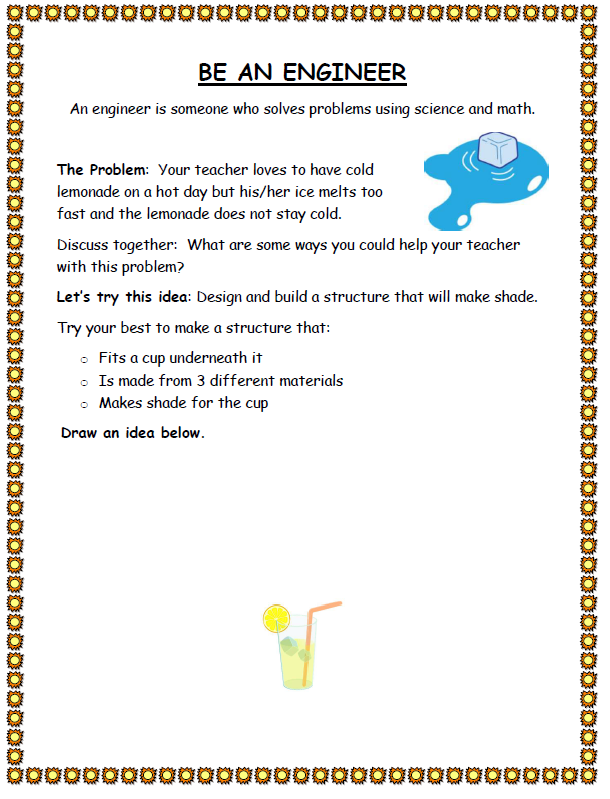 BE AN ENGINEER
An engineer is someone who solves problems using science and math.
The Problem:  Your teacher loves to have cold
lemonade on a hot day but his/her ice melts too
fast and the lemonade does not stay cold.
Discuss together:  What are some ways you could help your teacher
with this problem?
Let’s try this idea: Design and build a structure that will make shade.
Try your best to make a structure that:
○ Fits a cup underneath it
○ Is made from 3 different materials
○ Makes shade for the cup
Draw an idea below.